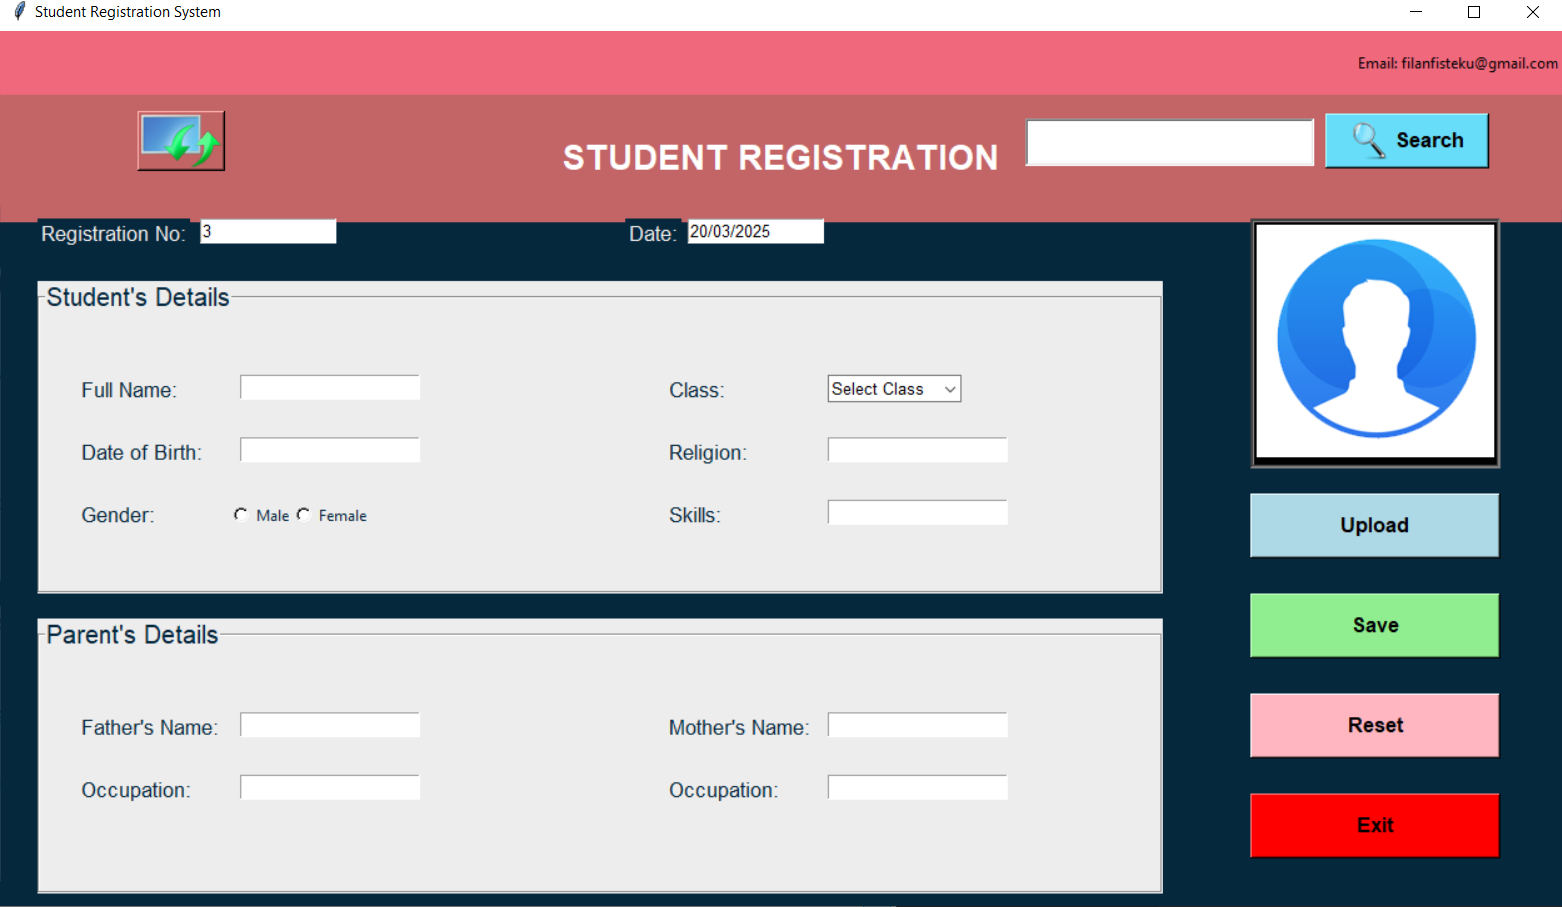 Student Registration System
Email: filanfisteku@gmail.com
STUDENT REGISTRATION
Search
Registration No: 3
Date: 20/03/2025
Student's Details
Full Name:
Class: Select Class
Date of Birth:
Religion:
Gender: Male Female
Skills:
Parent's Details
Father's Name:
Mother's Name:
Occupation:
Occupation:
Upload
Save
Reset
Exit